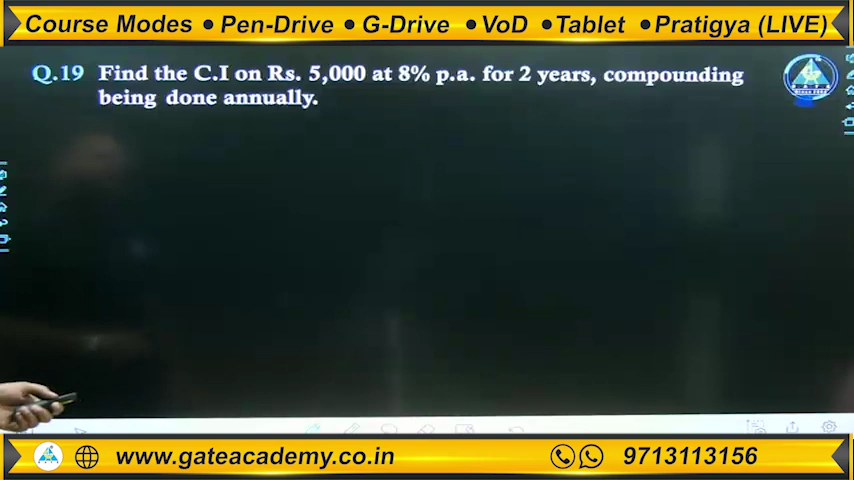 Course Modes • Pen-Drive • G-Drive • VoD • Tablet • Pratigya (LIVE)
Q.19 Find the C.I on Rs. 5,000 at 8% p.a. for 2 years, compounding
being done annually.
www.gateacademy.co.in
9713113156